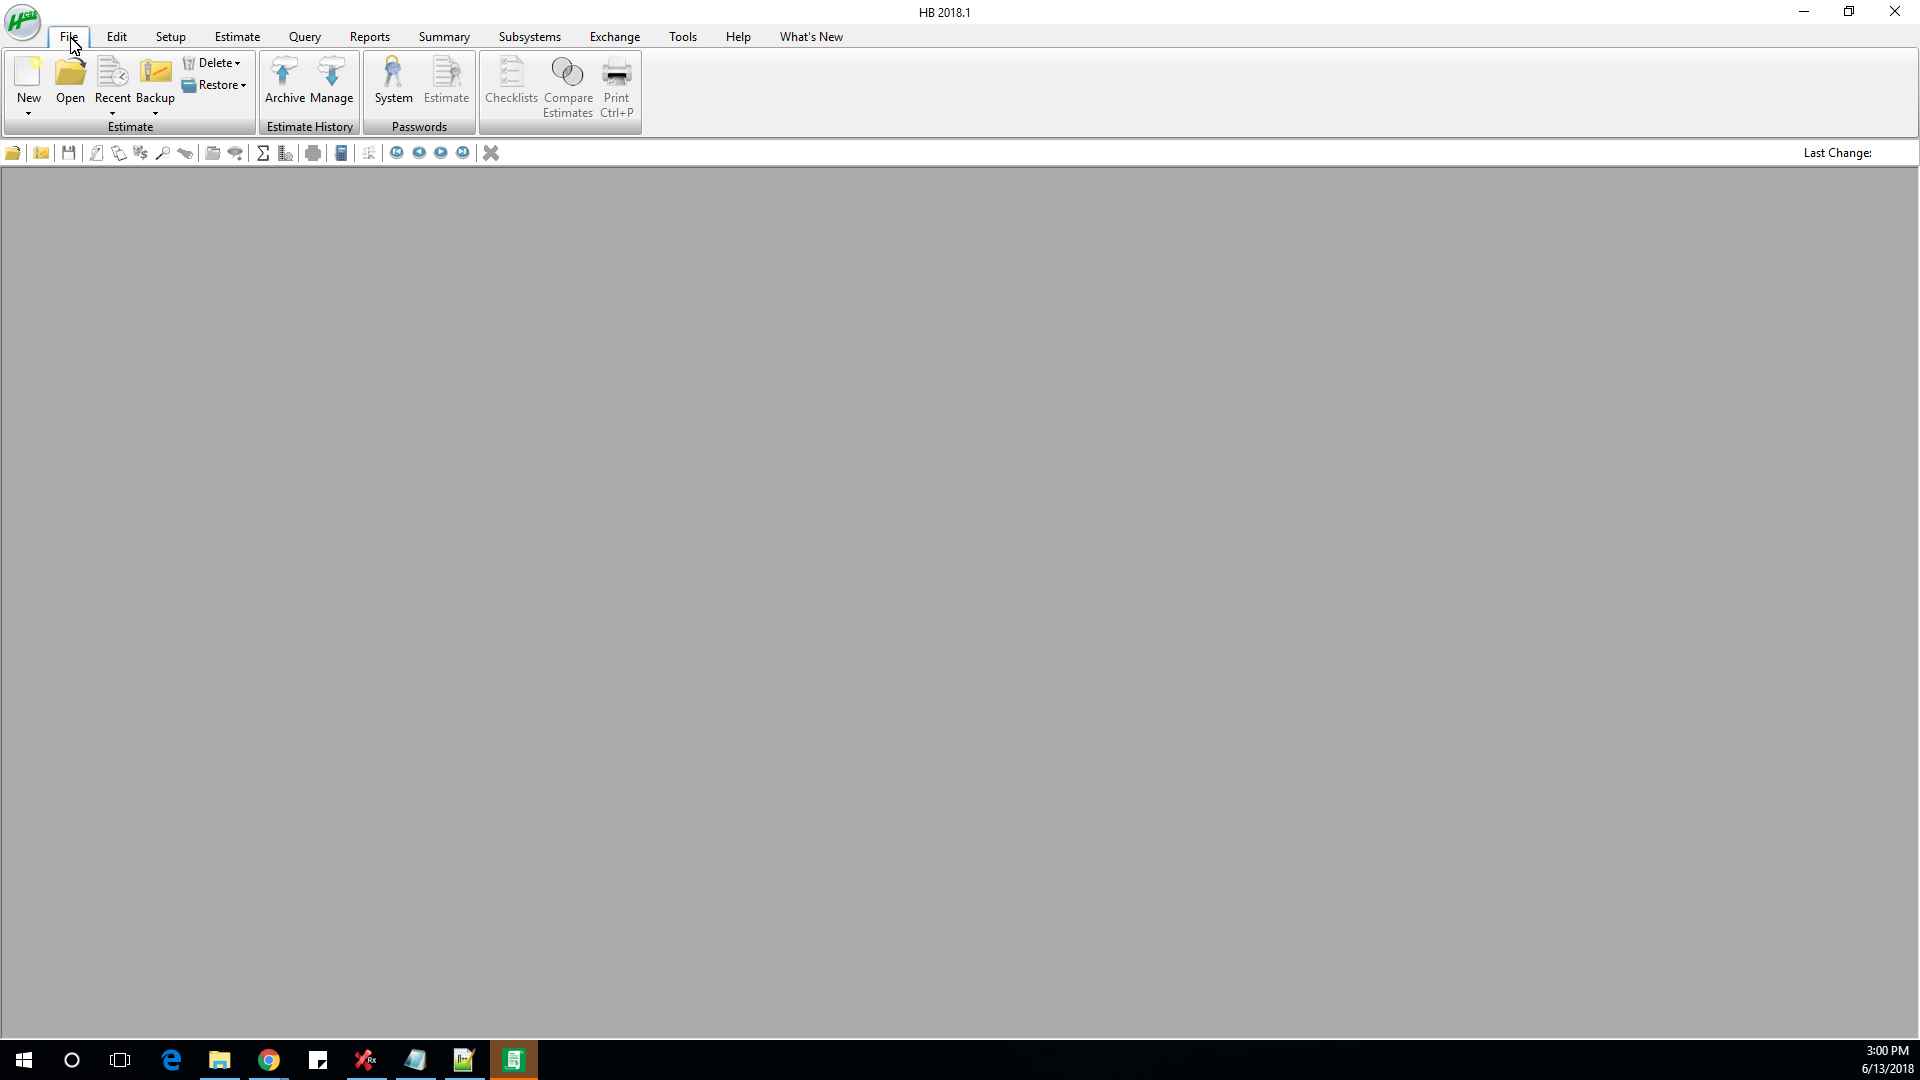 HB 2018.1
File Edit Setup Estimate Query Reports Summary Subsystems Exchange Tools Help What's New
New Open Recent Backup Delete Restore Archive Manage System Estimate Checklists Compare Estimates Print Ctrl+P
Estimate Estimate History Passwords
Last Change:
3:00 PM
6/13/2018